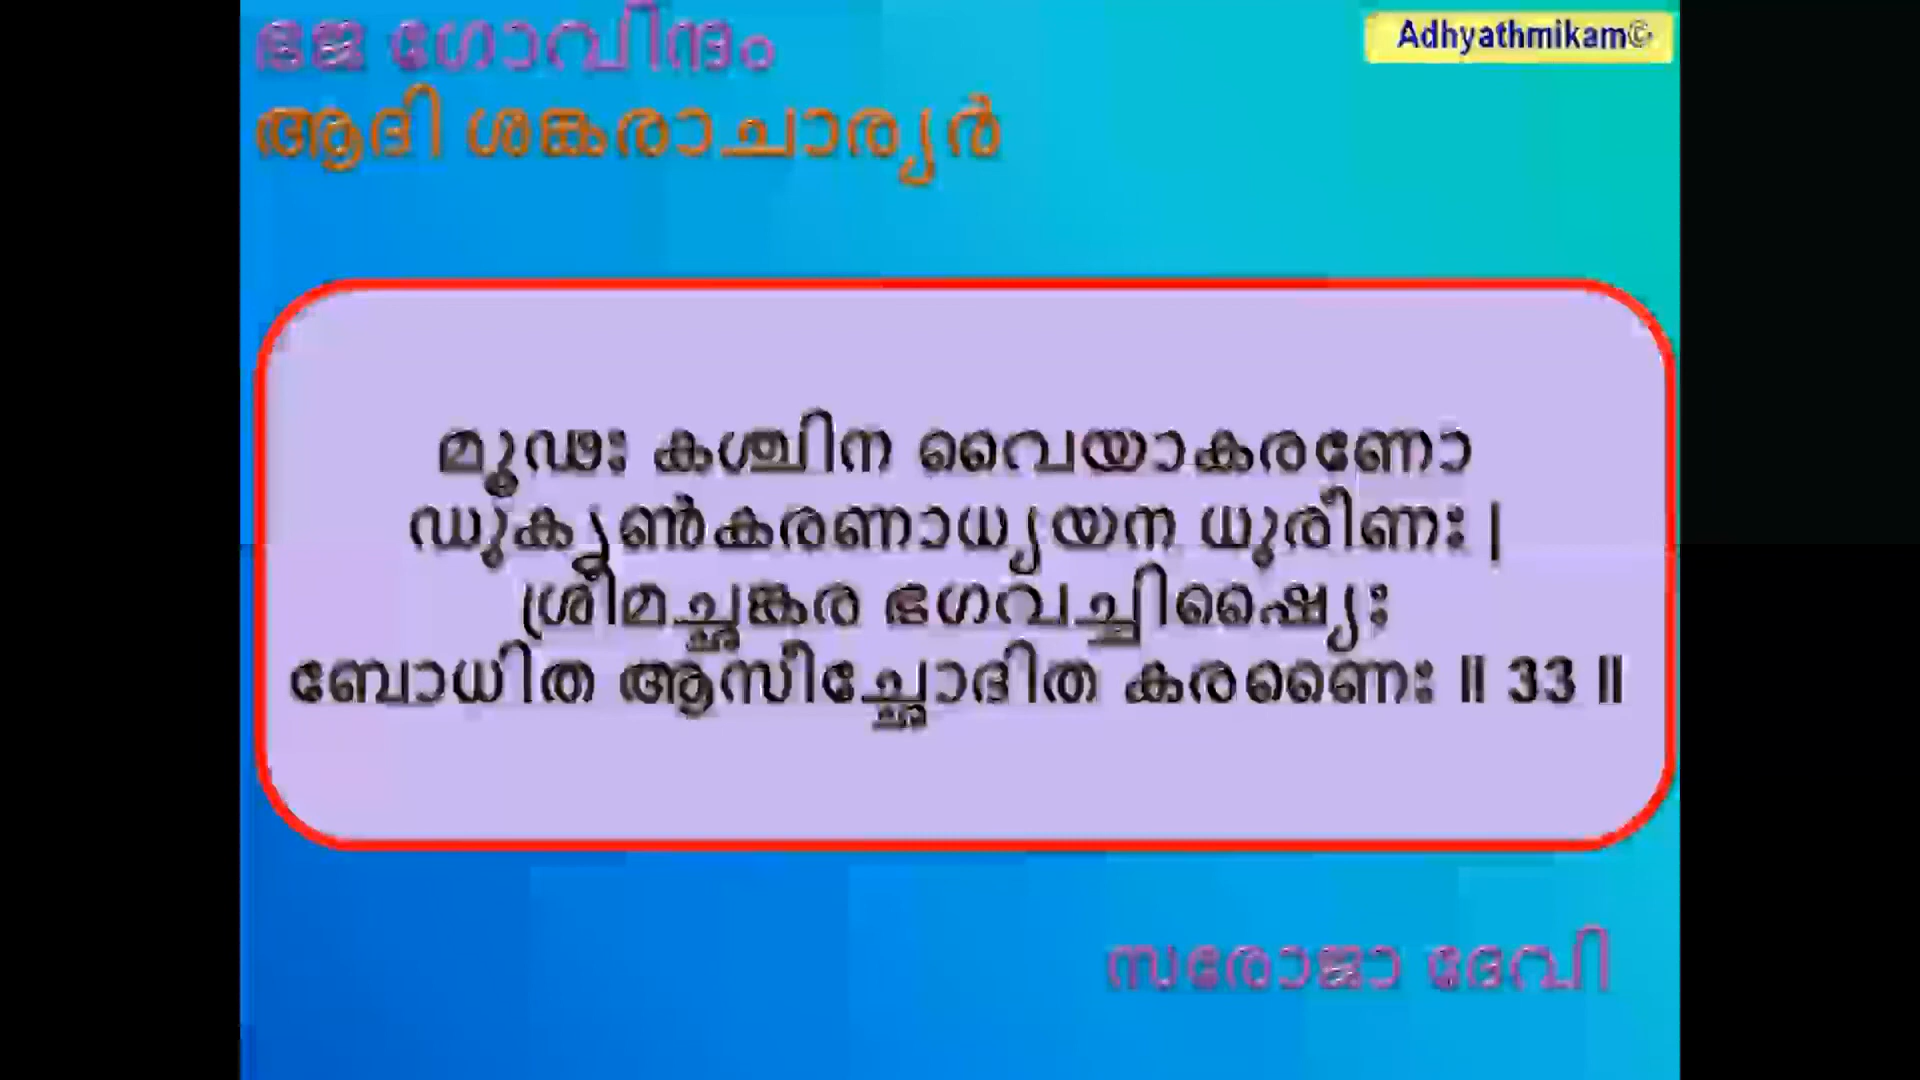 ഭജ ഗോവിന്ദം
Adhyathmikam©
ആദി ശങ്കരാചാര്യർ
മൂഢഃ കശ്ചിന വൈയാകരണോ
ഡുകൃൺകരണാധ്യയന ധുരീണഃ |
ശ്രീമച്ഛങ്കര ഭഗവച്ചിഷ്യൈഃ
ബോധിത ആസീച്ഛോദിത കരണൈഃ ॥ 33 ॥
സരോജാ ദേവി